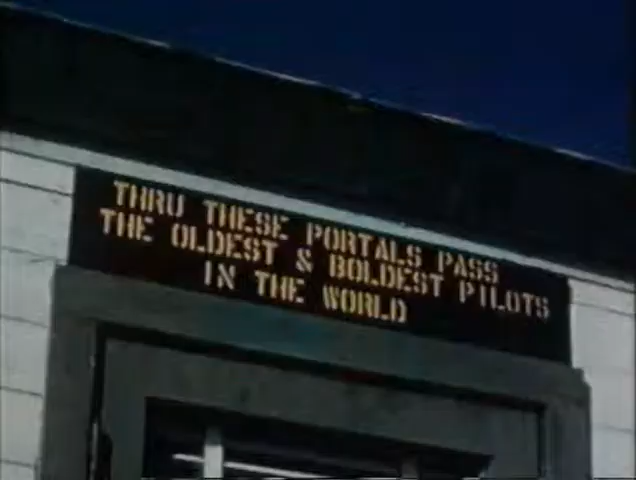 THRU THESE PORTALS PASS
THE OLDEST & BOLDEST PILOTS
IN THE WORLD